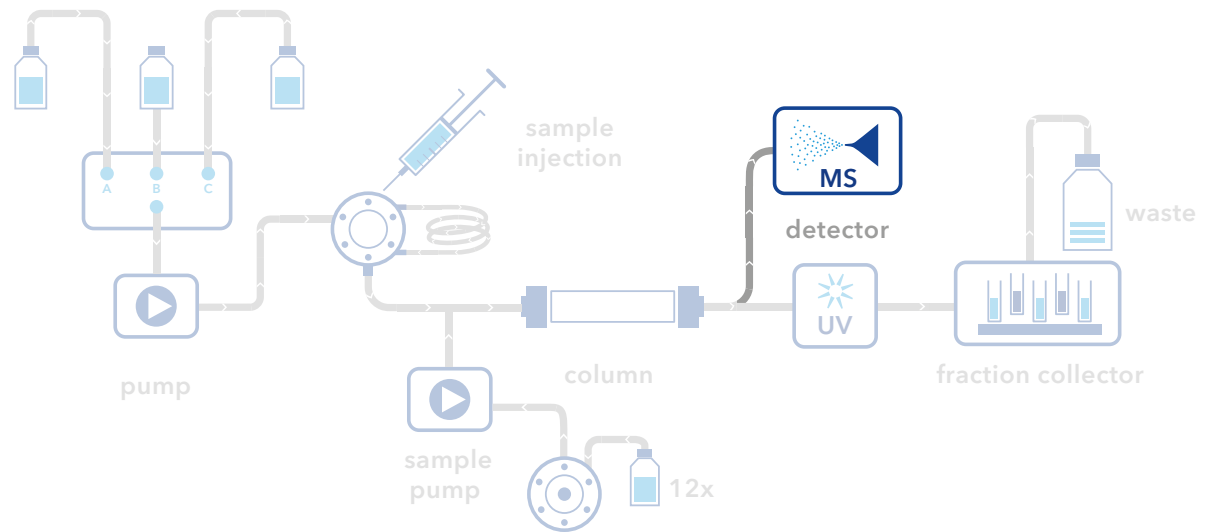 A
B
C
sample
injection
MS
detector
waste
UV
pump
column
fraction collector
sample
pump
12x